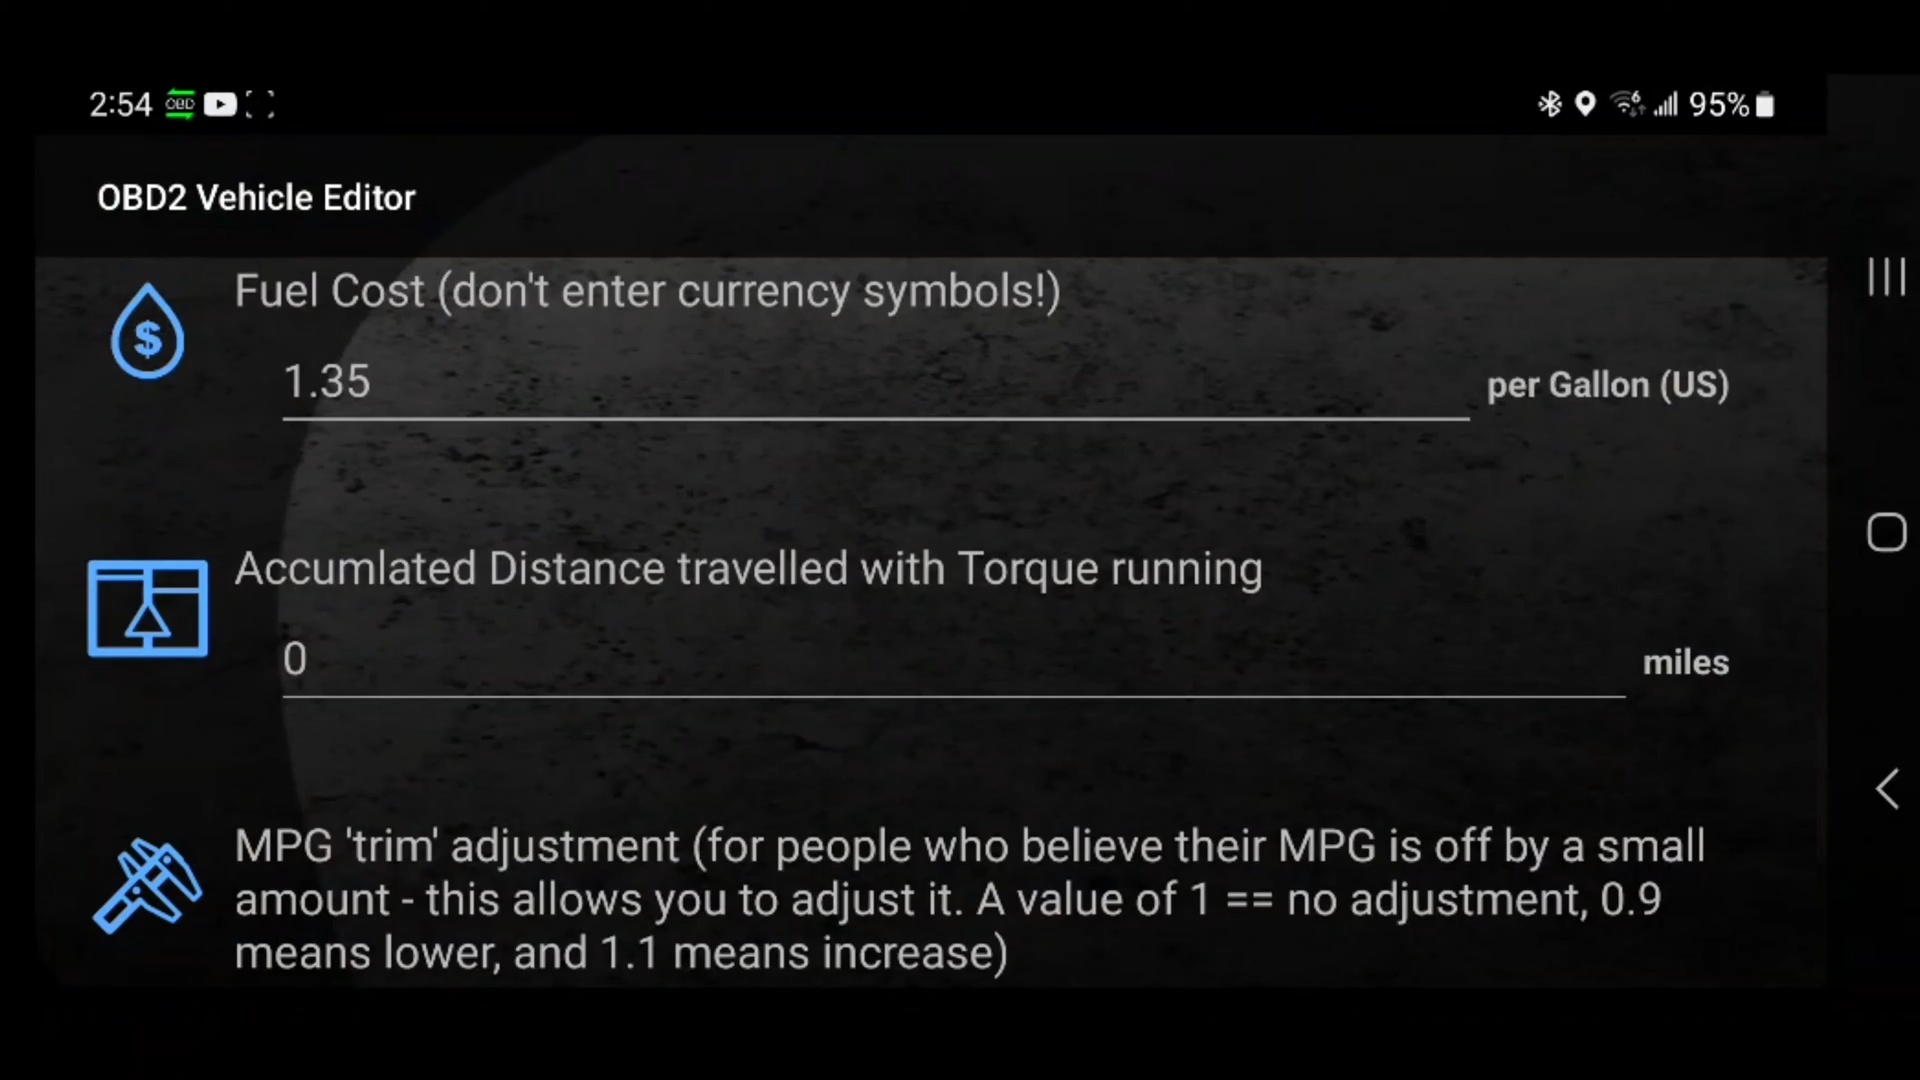 2:54 OBD 6 95%
OBD2 Vehicle Editor
Fuel Cost (don't enter currency symbols!)
$
1.35 per Gallon (US)
Accumlated Distance travelled with Torque running
0 miles
MPG 'trim' adjustment (for people who believe their MPG is off by a small
amount - this allows you to adjust it. A value of 1 == no adjustment, 0.9
means lower, and 1.1 means increase)